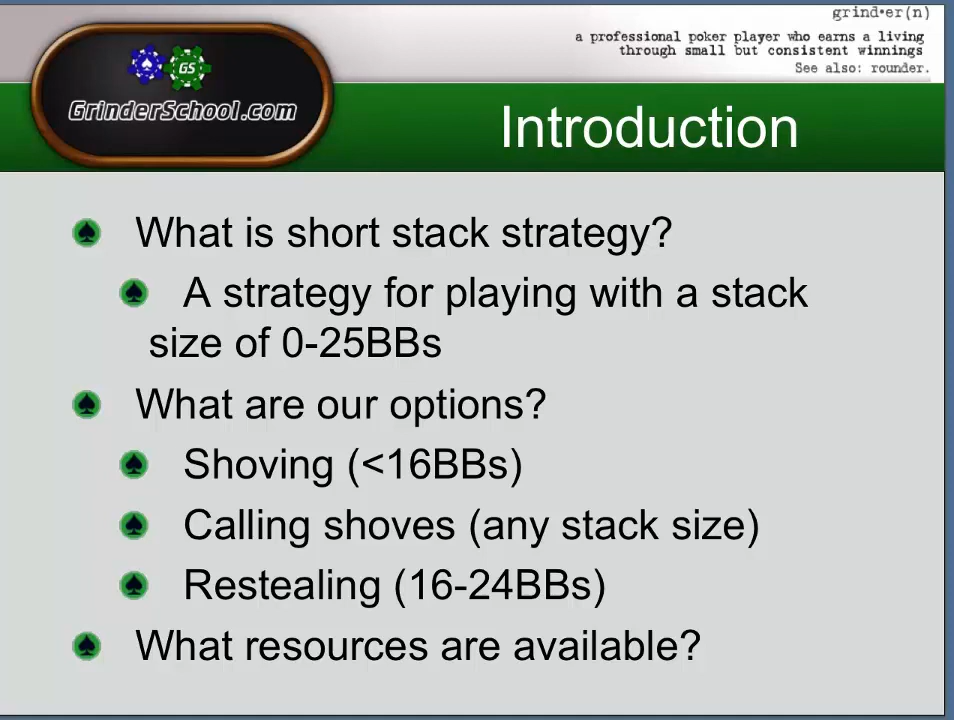 grind•er(n)
a professional poker player who earns a living
through small but consistent winnings
See also: rounder.
GS
GrinderSchool.com
Introduction
What is short stack strategy?
A strategy for playing with a stack
size of 0-25BBs
What are our options?
Shoving (<16BBs)
Calling shoves (any stack size)
Restealing (16-24BBs)
What resources are available?